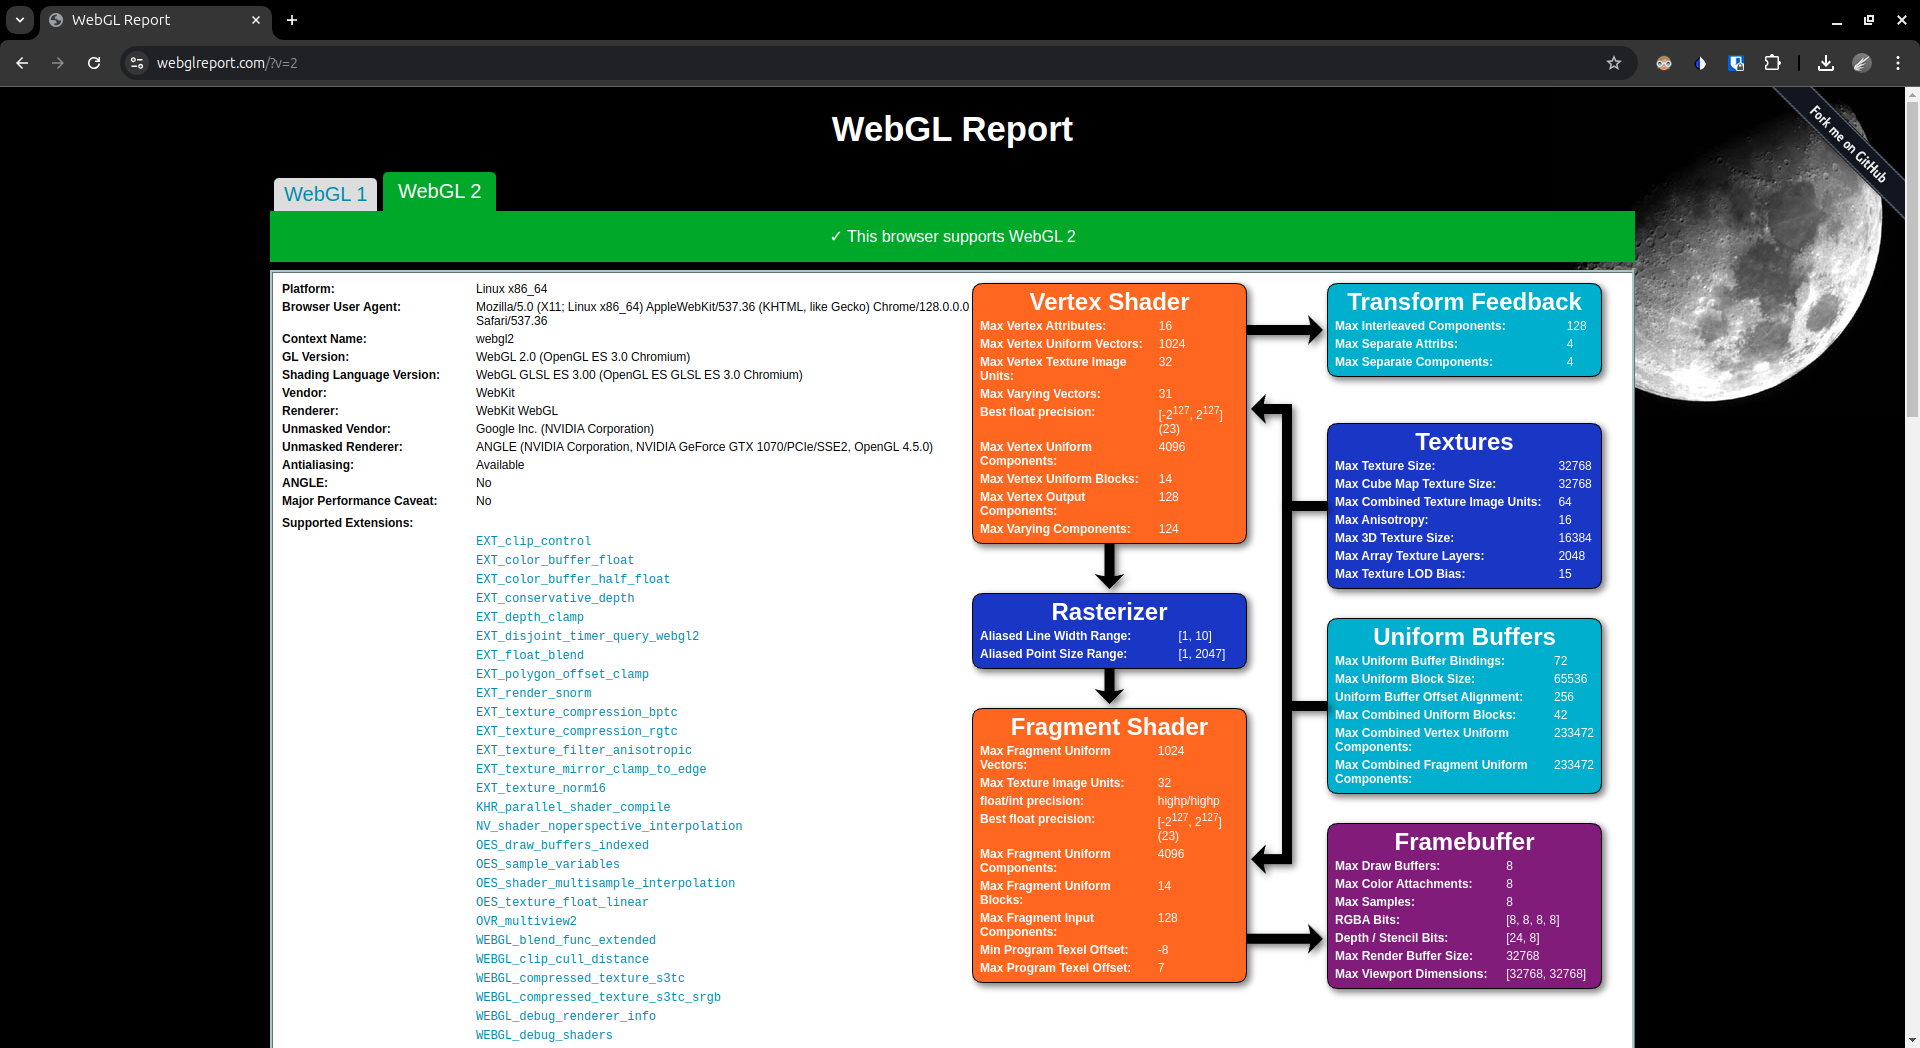 WebGL Report
webglreport.com/?v=2
Fork me on GitHub
WebGL Report
WebGL 1
WebGL 2
✓ This browser supports WebGL 2
Platform: Linux x86_64
Browser User Agent: Mozilla/5.0 (X11; Linux x86_64) AppleWebKit/537.36 (KHTML, like Gecko) Chrome/128.0.0.0
Safari/537.36
Context Name: webgl2
GL Version: WebGL 2.0 (OpenGL ES 3.0 Chromium)
Shading Language Version: WebGL GLSL ES 3.00 (OpenGL ES GLSL ES 3.0 Chromium)
Vendor: WebKit
Renderer: WebKit WebGL
Unmasked Vendor: Google Inc. (NVIDIA Corporation)
Unmasked Renderer: ANGLE (NVIDIA Corporation, NVIDIA GeForce GTX 1070/PCIe/SSE2, OpenGL 4.5.0)
Antialiasing: Available
ANGLE: No
Major Performance Caveat: No
Supported Extensions:
EXT_clip_control
EXT_color_buffer_float
EXT_color_buffer_half_float
EXT_conservative_depth
EXT_depth_clamp
EXT_disjoint_timer_query_webgl2
EXT_float_blend
EXT_polygon_offset_clamp
EXT_render_snorm
EXT_texture_compression_bptc
EXT_texture_compression_rgtc
EXT_texture_filter_anisotropic
EXT_texture_mirror_clamp_to_edge
EXT_texture_norm16
KHR_parallel_shader_compile
NV_shader_noperspective_interpolation
OES_draw_buffers_indexed
OES_sample_variables
OES_shader_multisample_interpolation
OES_texture_float_linear
OVR_multiview2
WEBGL_blend_func_extended
WEBGL_clip_cull_distance
WEBGL_compressed_texture_s3tc
WEBGL_compressed_texture_s3tc_srgb
WEBGL_debug_renderer_info
WEBGL_debug_shaders
Vertex Shader
Max Vertex Attributes: 16
Max Vertex Uniform Vectors: 1024
Max Vertex Texture Image 32
Units:
Max Varying Vectors: 31
Best float precision: [-2^127, 2^127]
(23)
Max Vertex Uniform 4096
Components:
Max Vertex Uniform Blocks: 14
Max Vertex Output 128
Components:
Max Varying Components: 124
Rasterizer
Aliased Line Width Range: [1, 10]
Aliased Point Size Range: [1, 2047]
Fragment Shader
Max Fragment Uniform 1024
Vectors:
Max Texture Image Units: 32
float/int precision: highp/highp
Best float precision: [-2^127, 2^127]
(23)
Max Fragment Uniform 4096
Components:
Max Fragment Uniform 14
Blocks:
Max Fragment Input 128
Components:
Min Program Texel Offset: -8
Max Program Texel Offset: 7
Transform Feedback
Max Interleaved Components: 128
Max Separate Attribs: 4
Max Separate Components: 4
Textures
Max Texture Size: 32768
Max Cube Map Texture Size: 32768
Max Combined Texture Image Units: 64
Max Anisotropy: 16
Max 3D Texture Size: 16384
Max Array Texture Layers: 2048
Max Texture LOD Bias: 15
Uniform Buffers
Max Uniform Buffer Bindings: 72
Max Uniform Block Size: 65536
Uniform Buffer Offset Alignment: 256
Max Combined Uniform Blocks: 42
Max Combined Vertex Uniform 233472
Components:
Max Combined Fragment Uniform 233472
Components:
Framebuffer
Max Draw Buffers: 8
Max Color Attachments: 8
Max Samples: 8
RGBA Bits: [8, 8, 8, 8]
Depth / Stencil Bits: [24, 8]
Max Render Buffer Size: 32768
Max Viewport Dimensions: [32768, 32768]